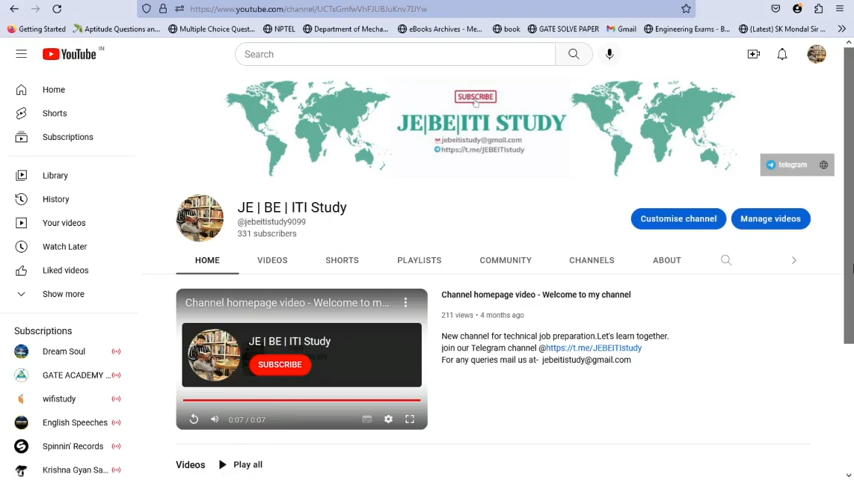 https://www.youtube.com/channel/UCTsGmfwVhFJUBJuKnv7IJYw
Getting Started
Aptitude Questions an...
Multiple Choice Quest...
NPTEL
Department of Mecha...
eBooks Archives - Me...
book
GATE SOLVE PAPER
Gmail
Engineering Exams - B...
(Latest) SK Mondal Sir ...
YouTube IN
Search
Home
Shorts
Subscriptions
Library
History
Your videos
Watch Later
Liked videos
Show more
Subscriptions
Dream Soul
GATE ACADEMY ...
wifistudy
English Speeches
Spinnin' Records
Krishna Gyan Sa...
SUBSCRIBE
JE|BE|ITI STUDY
jebeitistudy@gmail.com
https://t.me/JEBEITIstudy
telegram
JE | BE | ITI Study
@jebeitistudy9099
331 subscribers
Customise channel
Manage videos
HOME
VIDEOS
SHORTS
PLAYLISTS
COMMUNITY
CHANNELS
ABOUT
Channel homepage video - Welcome to m...
JE | BE | ITI Study
SUBSCRIBE
0:07 / 0:07
Channel homepage video - Welcome to my channel
211 views • 4 months ago
New channel for technical job preparation.Let's learn together.
join our Telegram channel @https://t.me/JEBEITIstudy
For any queries mail us at- jebeitistudy@gmail.com
Videos
Play all